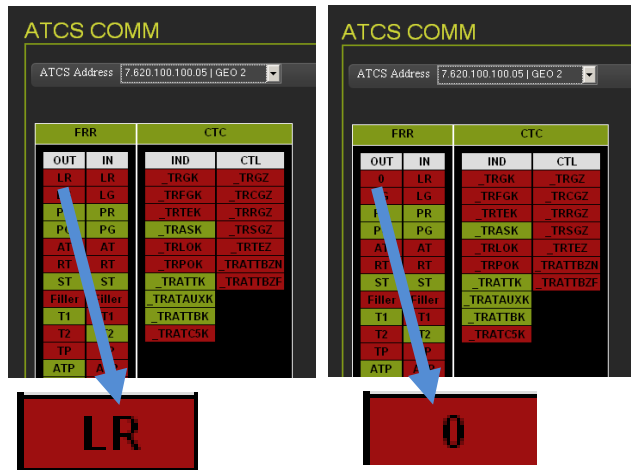 ATCS COMM
ATCS Address 7.620.100.100.05 | GEO 2
FRR CTC
OUT IN IND CTL
LR LR _TRGK _TRGZ
LG _TRFGK _TRCGZ
PR _TRTEK _TRRGZ
PG PG _TRASK _TRSGZ
AT AT _TRLOK _TRTEZ
RT RT _TRPOK _TRATTBZN
ST ST _TRATTK _TRATTBZF
Filler Filler _TRATAUXK
T1 T1 _TRATTBK
T2 T2 _TRATC5K
TP
ATP
LR
ATCS COMM
ATCS Address 7.620.100.100.05 | GEO 2
FRR CTC
OUT IN IND CTL
0 LR _TRGK _TRGZ
LG _TRFGK _TRCGZ
PR _TRTEK _TRRGZ
PG PG _TRASK _TRSGZ
AT AT _TRLOK _TRTEZ
RT RT _TRPOK _TRATTBZN
ST ST _TRATTK _TRATTBZF
Filler Filler _TRATAUXK
T1 T1 _TRATTBK
T2 T2 _TRATC5K
TP
ATP
0